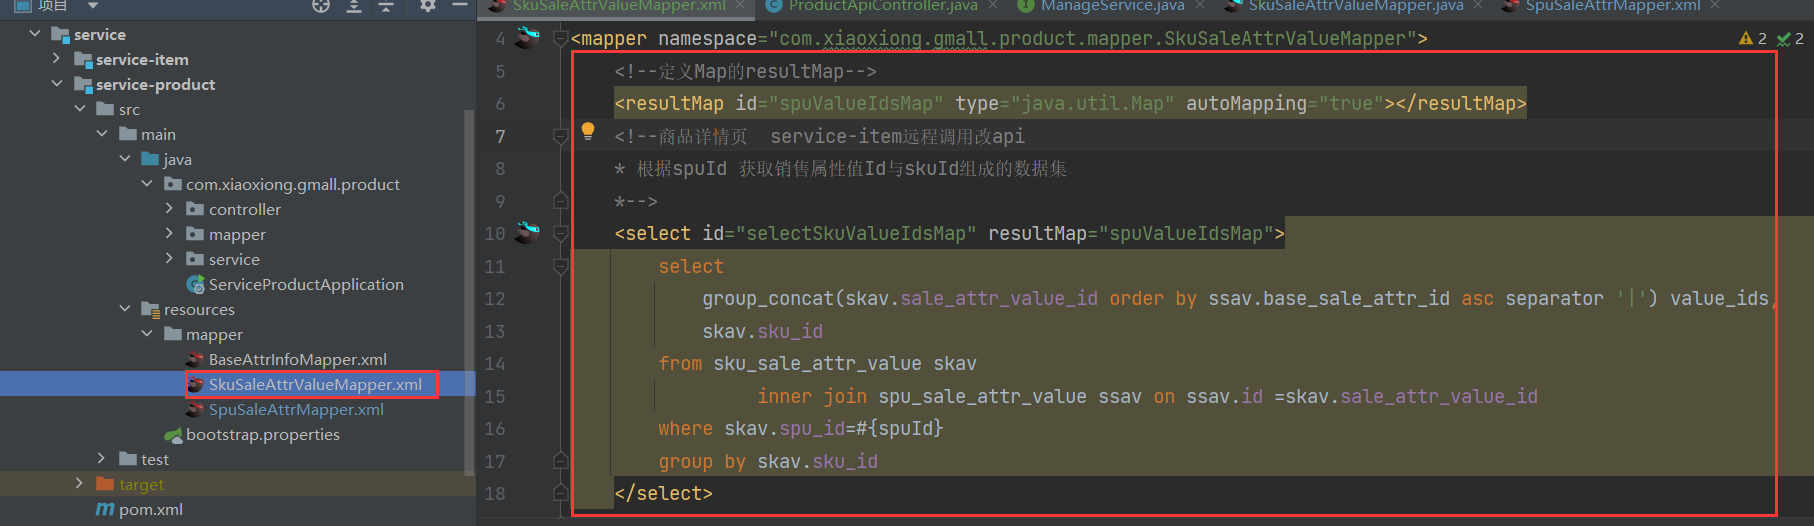 项目
service
service-item
service-product
src
main
java
com.xiaoxiong.gmall.product
controller
mapper
service
ServiceProductApplication
resources
mapper
BaseAttrInfoMapper.xml
SkuSaleAttrValueMapper.xml
SpuSaleAttrMapper.xml
bootstrap.properties
test
target
pom.xml
SkuSaleAttrValueMapper.xml ProductApiController.java ManageService.java SkuSaleAttrValueMapper.java SpuSaleAttrMapper.xml
4 <mapper namespace="com.xiaoxiong.gmall.product.mapper.SkuSaleAttrValueMapper"> 2 2
5 <!--定义Map的resultMap-->
6 <resultMap id="spuValueIdsMap" type="java.util.Map" autoMapping="true"></resultMap>
7 <!--商品详情页  service-item远程调用改api
8 * 根据spuId 获取销售属性值Id与skuId组成的数据集
9 *-->
10 <select id="selectSkuValueIdsMap" resultMap="spuValueIdsMap">
11 select
12 group_concat(skav.sale_attr_value_id order by ssav.base_sale_attr_id asc separator '|') value_ids,
13 skav.sku_id
14 from sku_sale_attr_value skav
15 inner join spu_sale_attr_value ssav on ssav.id =skav.sale_attr_value_id
16 where skav.spu_id=#{spuId}
17 group by skav.sku_id
18 </select>